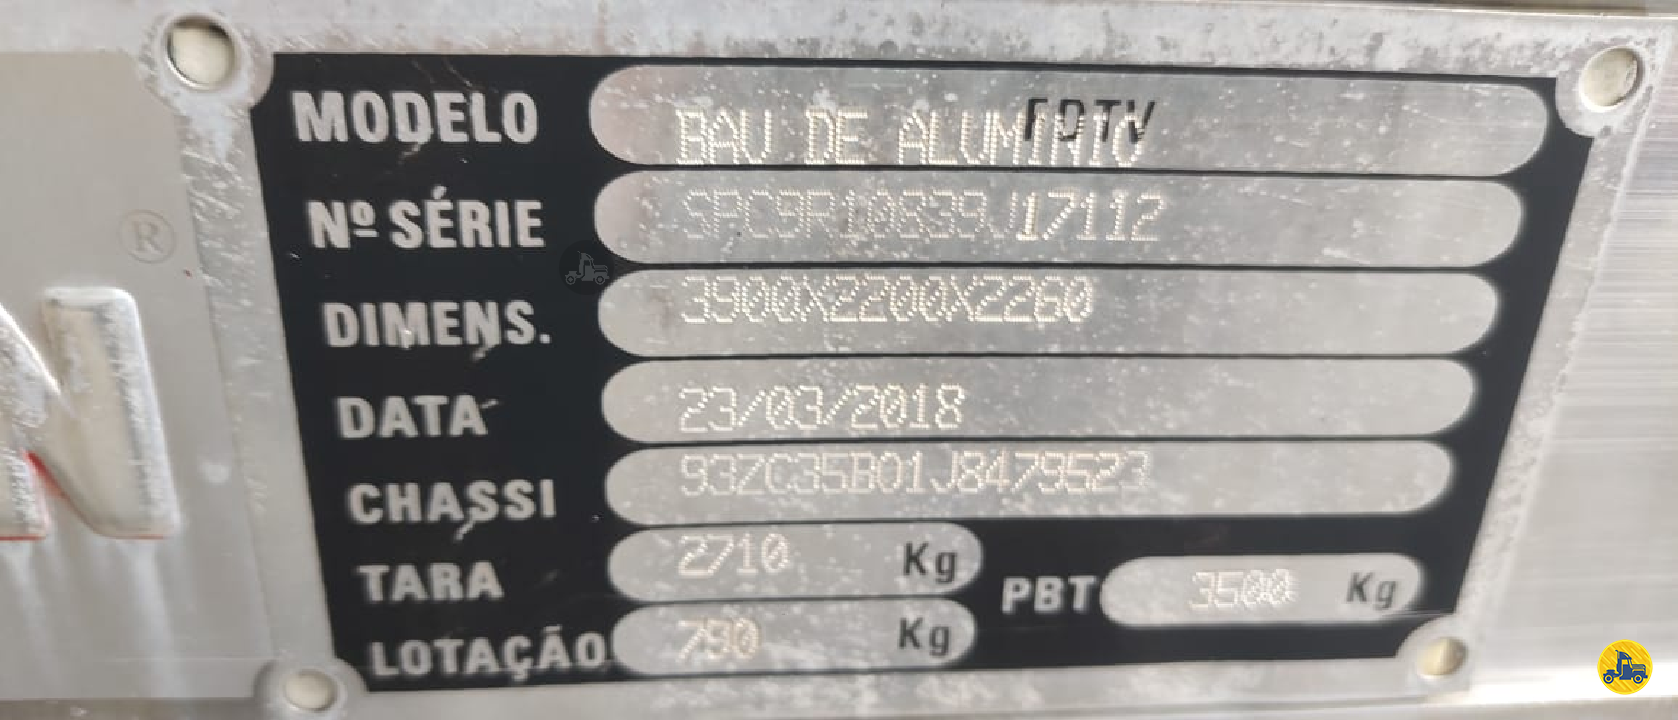 ®
N
MODELO BAU DE ALUMINIO
Nº SÉRIE SPC9R10839J17112
DIMENS. 3900X2200X2260
DATA 23/03/2018
CHASSI 93ZC35B01J8479523
TARA 2710 Kg PBT 3500 Kg
LOTAÇÃO 790 Kg